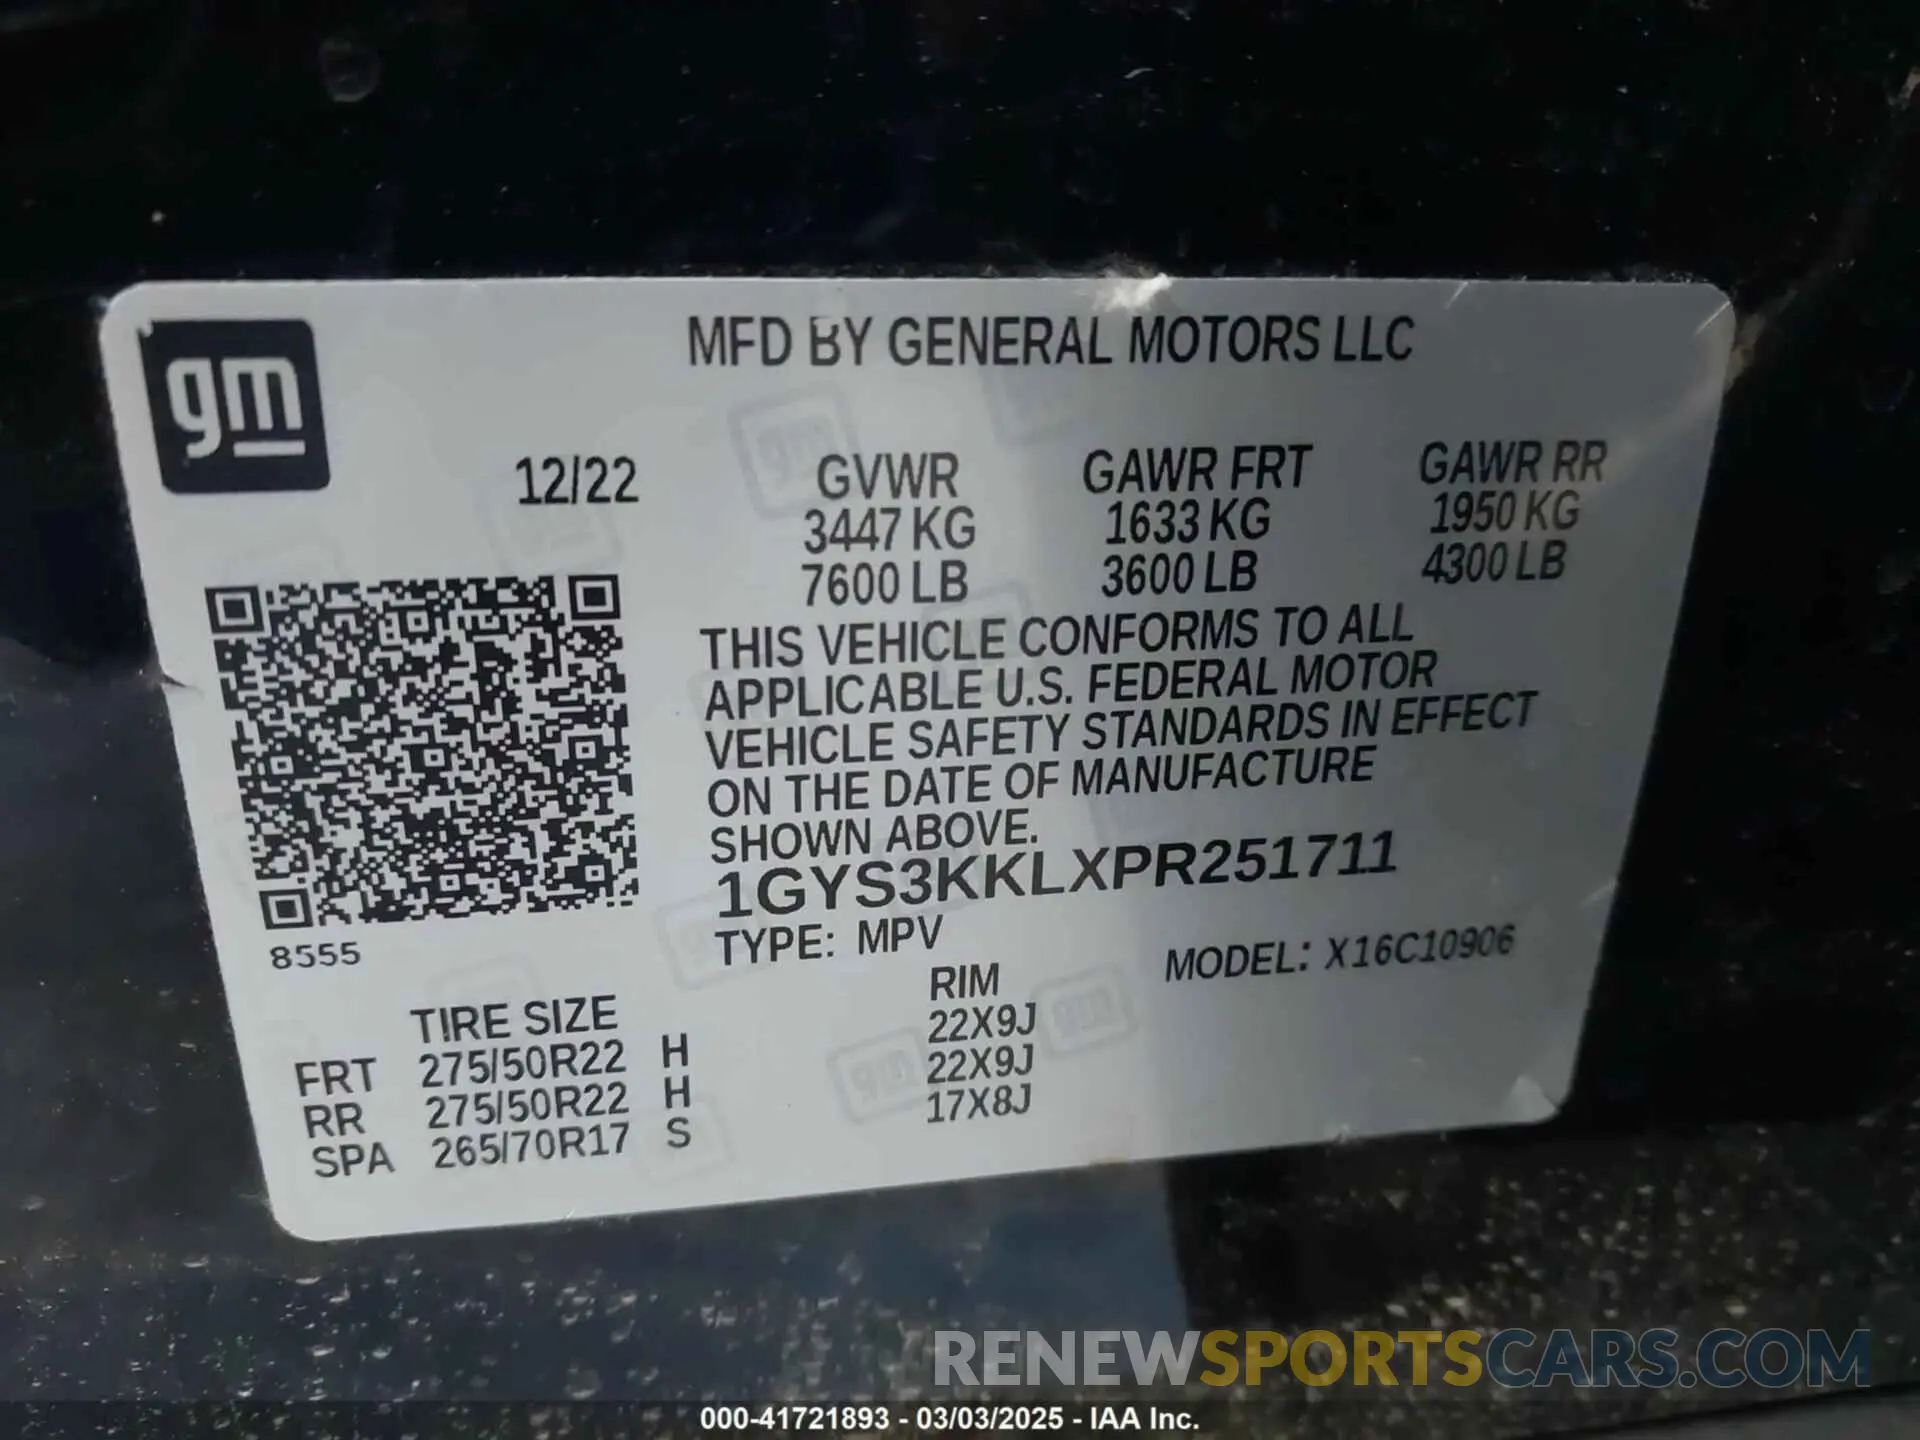 gm
MFD BY GENERAL MOTORS LLC
12/22 GVWR GAWR FRT GAWR RR
3447 KG 1633 KG 1950 KG
7600 LB 3600 LB 4300 LB
THIS VEHICLE CONFORMS TO ALL
APPLICABLE U.S. FEDERAL MOTOR
VEHICLE SAFETY STANDARDS IN EFFECT
ON THE DATE OF MANUFACTURE
SHOWN ABOVE.
1GYS3KKLXPR251711
8555
TYPE: MPV MODEL: X16C10906
TIRE SIZE RIM
FRT 275/50R22 H 22X9J
RR 275/50R22 H 22X9J
SPA 265/70R17 S 17X8J
RENEWSPORTSCARS.COM
000-41721893 - 03/03/2025 - IAA Inc.